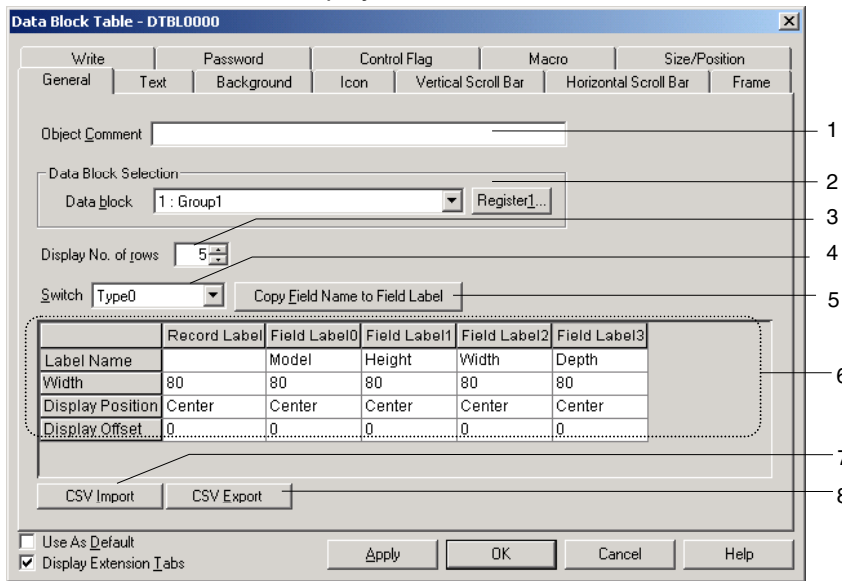 Data Block Table - DTBL0000
Write Password Control Flag Macro Size/Position
General Text Background Icon Vertical Scroll Bar Horizontal Scroll Bar Frame
Object Comment 1
Data Block Selection 2
Data block 1 : Group1 Register1...
3
Display No. of rows 5 4
Switch Type0 Copy Field Name to Field Label 5
Record Label Field Label0 Field Label1 Field Label2 Field Label3
Label Name Model Height Width Depth
Width 80 80 80 80 80 6
Display Position Center Center Center Center Center
Display Offset 0 0 0 0 0
7
CSV Import CSV Export 8
Use As Default
Display Extension Tabs Apply OK Cancel Help